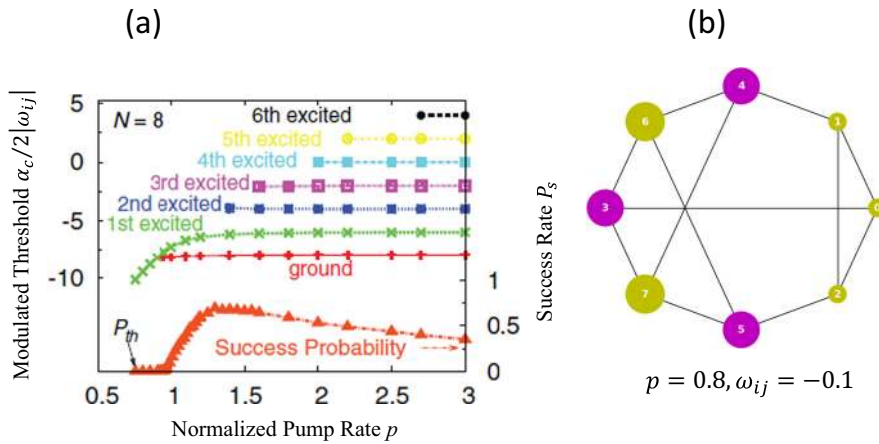 (a)
(b)
Modulated Threshold α_c/2|ω_ij|
5
0
-5
-10
N = 8
6th excited
5th excited
4th excited
3rd excited
2nd excited
1st excited
ground
P_th
Success Probability
1
0.5
0
0.5
1
1.5
2
2.5
3
Normalized Pump Rate p
Success Rate P_s
4
6
1
3
0
7
2
5
p = 0.8, ω_ij = −0.1